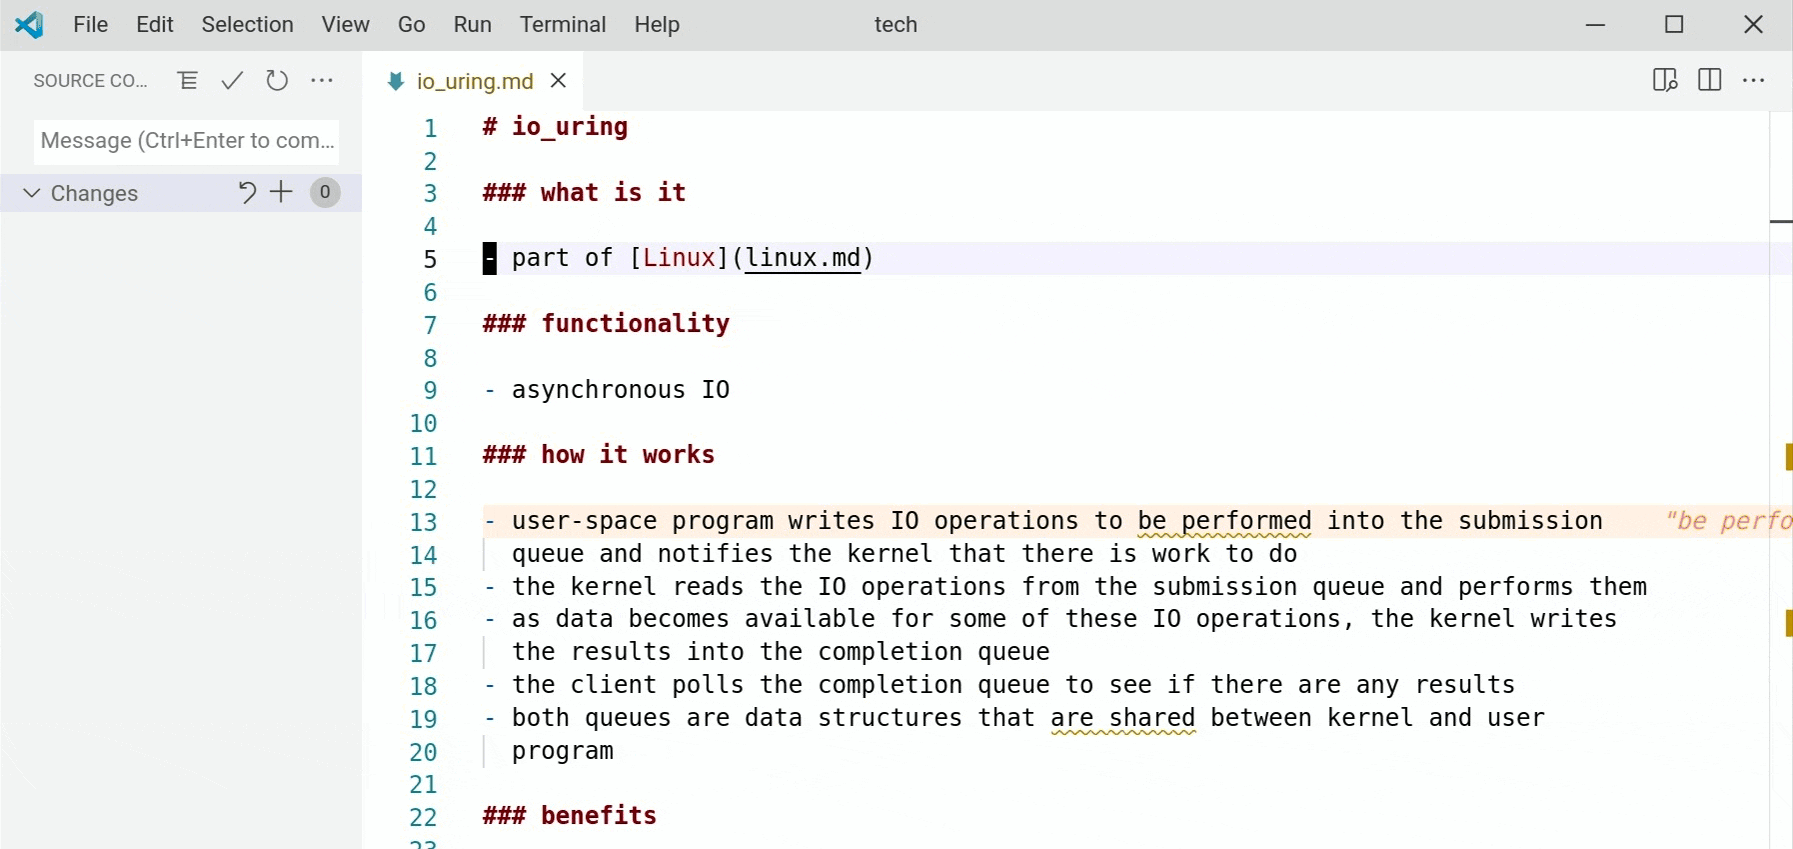 File Edit Selection View Go Run Terminal Help tech
SOURCE CO...
io_uring.md
Message (Ctrl+Enter to com...
Changes 0
1 # io_uring
2
3 ### what is it
4
5 - part of [Linux](linux.md)
6
7 ### functionality
8
9 - asynchronous IO
10
11 ### how it works
12
13 - user-space program writes IO operations to be performed into the submission "be perfo
14 queue and notifies the kernel that there is work to do
15 - the kernel reads the IO operations from the submission queue and performs them
16 - as data becomes available for some of these IO operations, the kernel writes
17 the results into the completion queue
18 - the client polls the completion queue to see if there are any results
19 - both queues are data structures that are shared between kernel and user
20 program
21
22 ### benefits
23